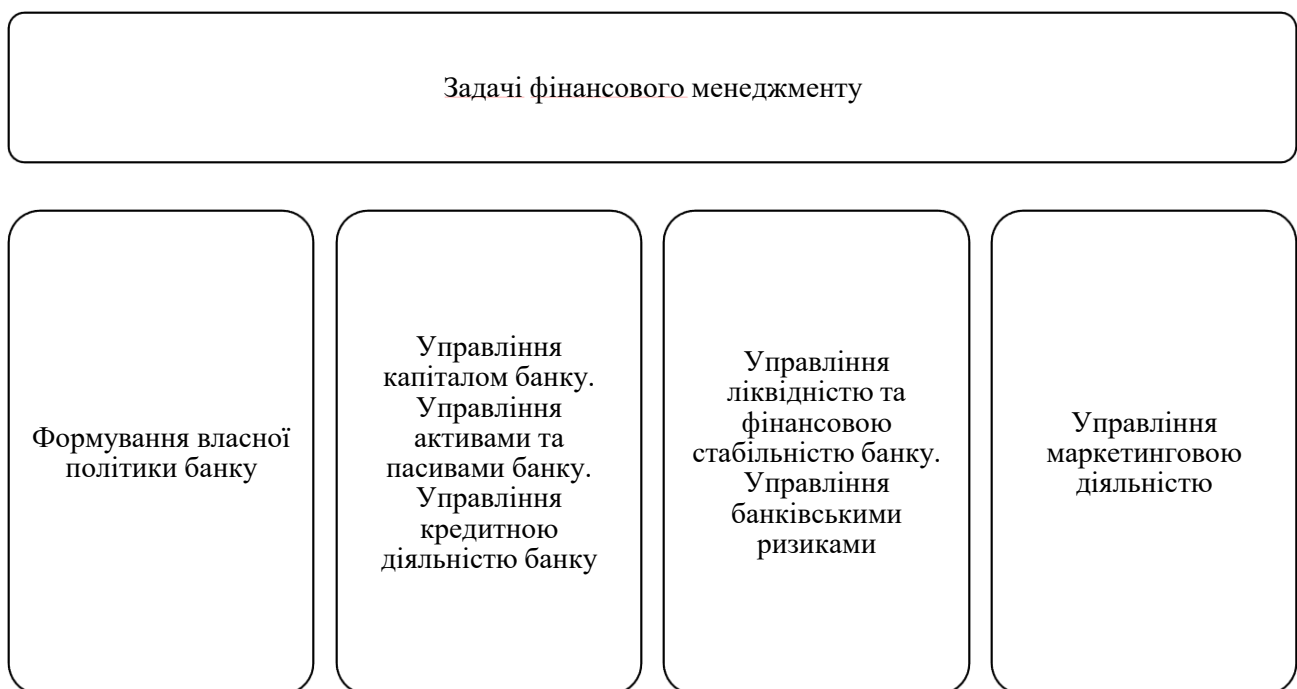 Задачі фінансового менеджменту
Формування власної
політики банку
Управління
капіталом банку.
Управління
активами та
пасивами банку.
Управління
кредитною
діяльністю банку
Управління
ліквідністю та
фінансовою
стабільністю банку.
Управління
банківськими
ризиками
Управління
маркетинговою
діяльністю